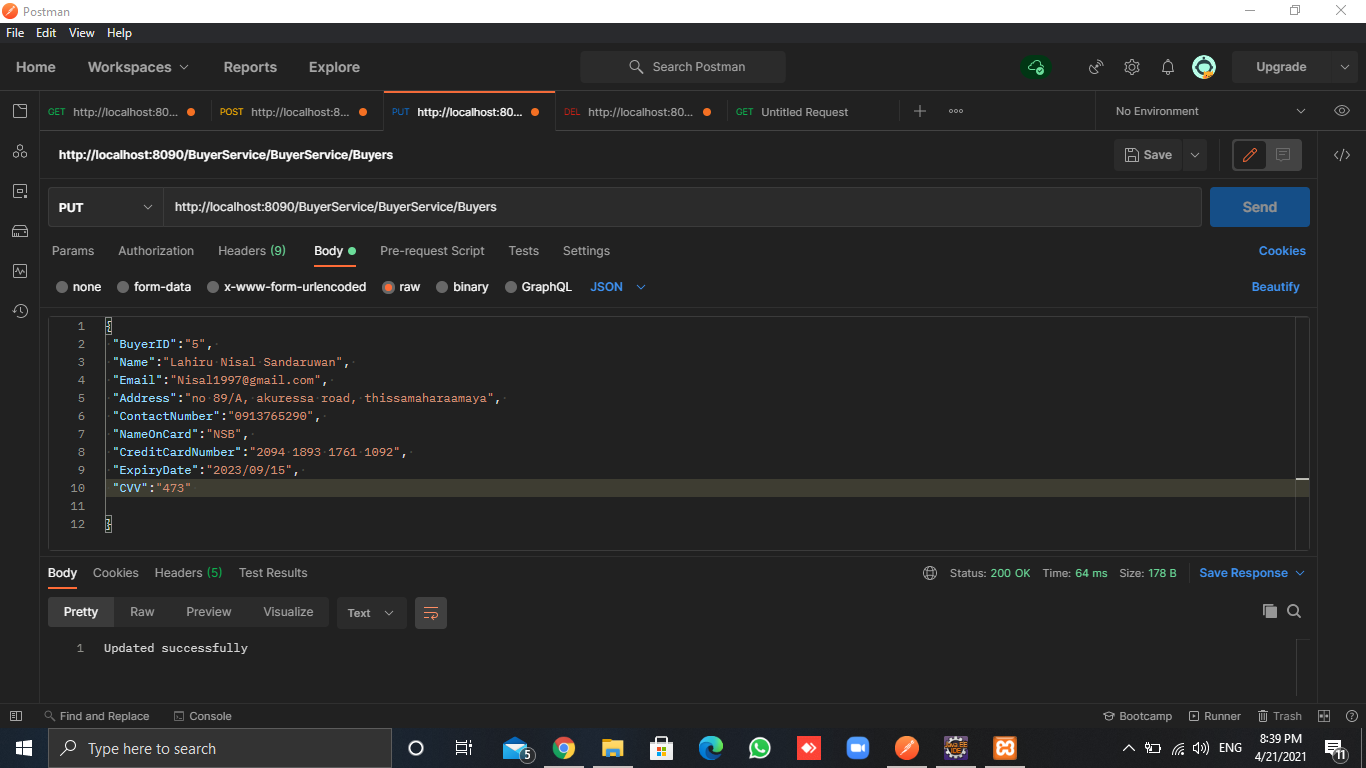 Postman
File Edit View Help
Home Workspaces Reports Explore Search Postman Upgrade
GET http://localhost:80... POST http://localhost:8... PUT http://localhost:80... DEL http://localhost:80... GET Untitled Request No Environment
http://localhost:8090/BuyerService/BuyerService/Buyers Save
PUT http://localhost:8090/BuyerService/BuyerService/Buyers Send
Params Authorization Headers (9) Body Pre-request Script Tests Settings Cookies
none form-data x-www-form-urlencoded raw binary GraphQL JSON Beautify
1 {
2 "BuyerID":"5",
3 "Name":"Lahiru Nisal Sandaruwan",
4 "Email":"Nisal1997@gmail.com",
5 "Address":"no 89/A, akuressa road, thissamaharaamaya",
6 "ContactNumber":"0913765290",
7 "NameOnCard":"NSB",
8 "CreditCardNumber":"2094 1893 1761 1092",
9 "ExpiryDate":"2023/09/15",
10 "CVV":"473"
11
12 }
Body Cookies Headers (5) Test Results Status: 200 OK Time: 64 ms Size: 178 B Save Response
Pretty Raw Preview Visualize Text
1 Updated successfully
Find and Replace Console Bootcamp Runner Trash
Type here to search 5 ENG 8:39 PM
4/21/2021 11